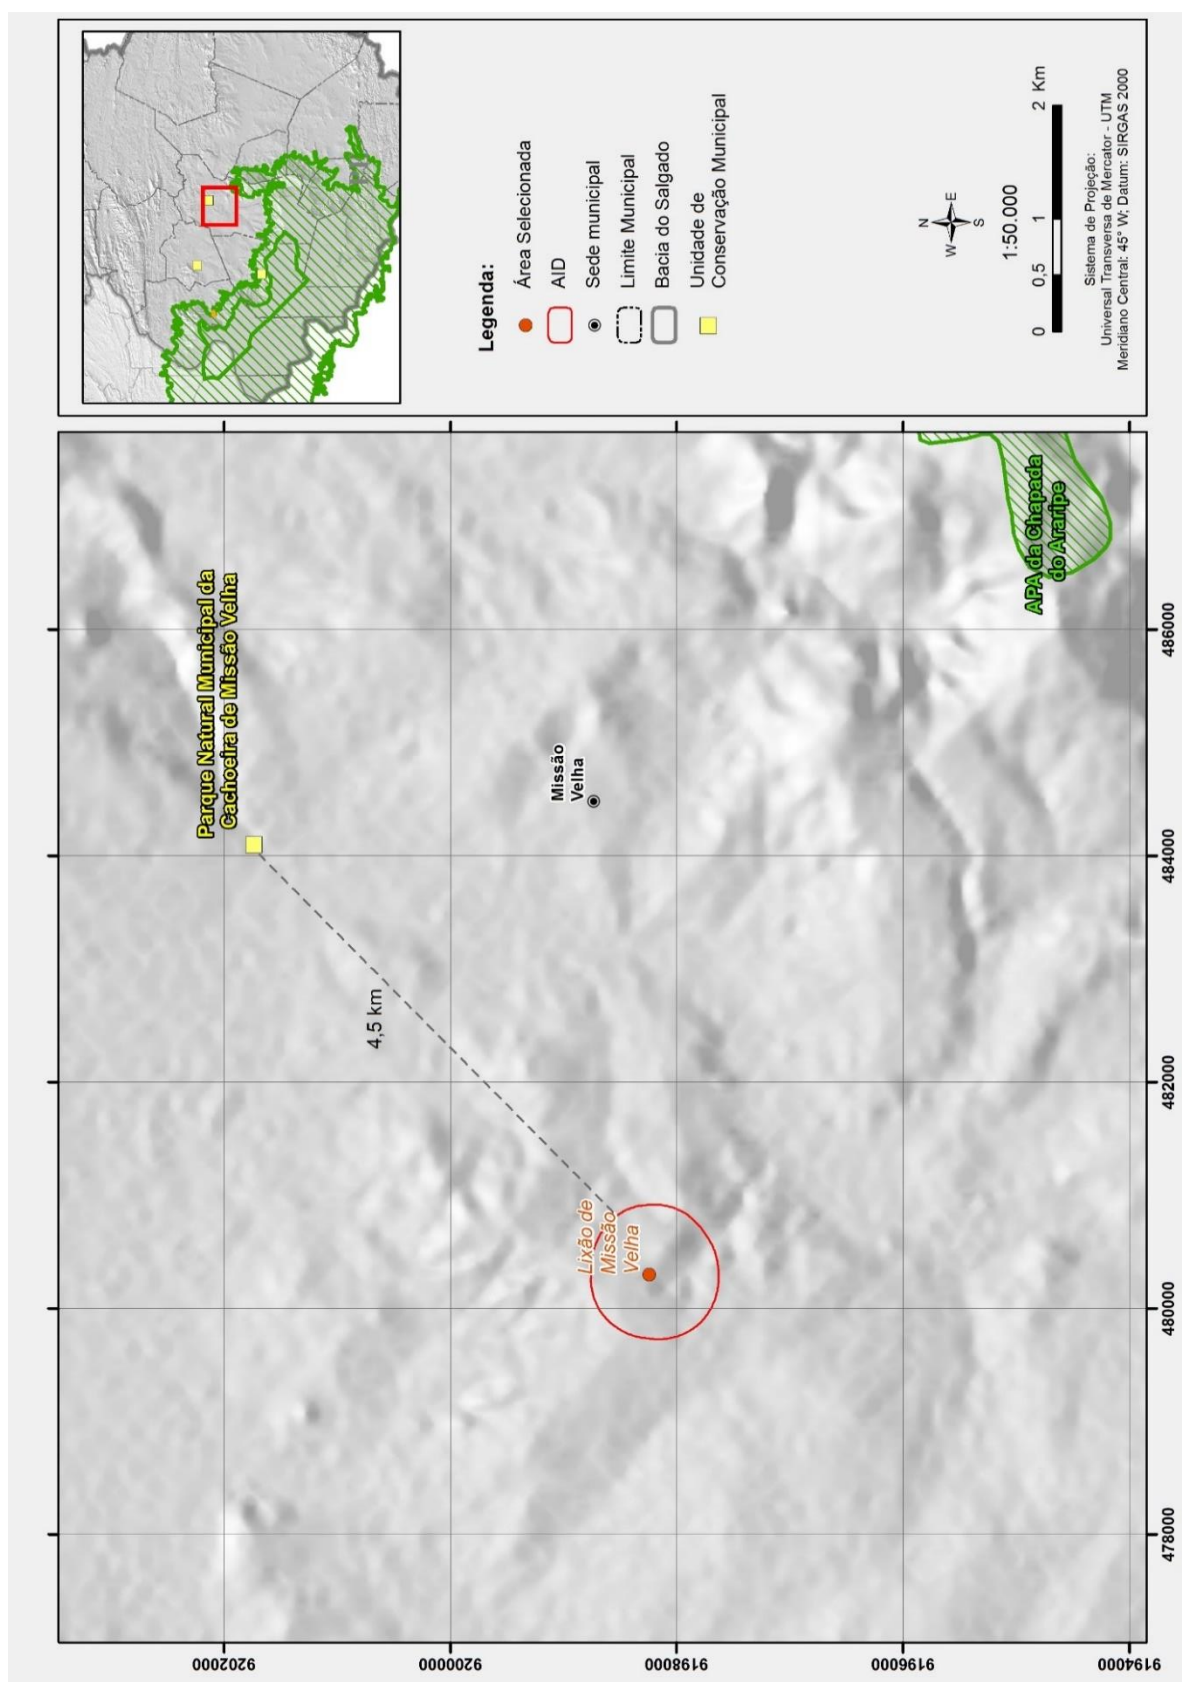 Parque Natural Municipal da
Cachoeira de Missão Velha
4,5 km
Missão
Velha
Lixão de
Missão
Velha
APA da Chapada
do Araripe
9202000
9200000
9198000
9196000
9194000
478000
480000
482000
484000
486000
Legenda:
Área Selecionada
AID
Sede municipal
Limite Municipal
Bacia do Salgado
Unidade de
Conservação Municipal
N
W E
S
1:50.000
0 0,5 1 2 Km
Sistema de Projeção:
Universal Transversa de Mercator - UTM
Meridiano Central: 45° W; Datum: SIRGAS 2000